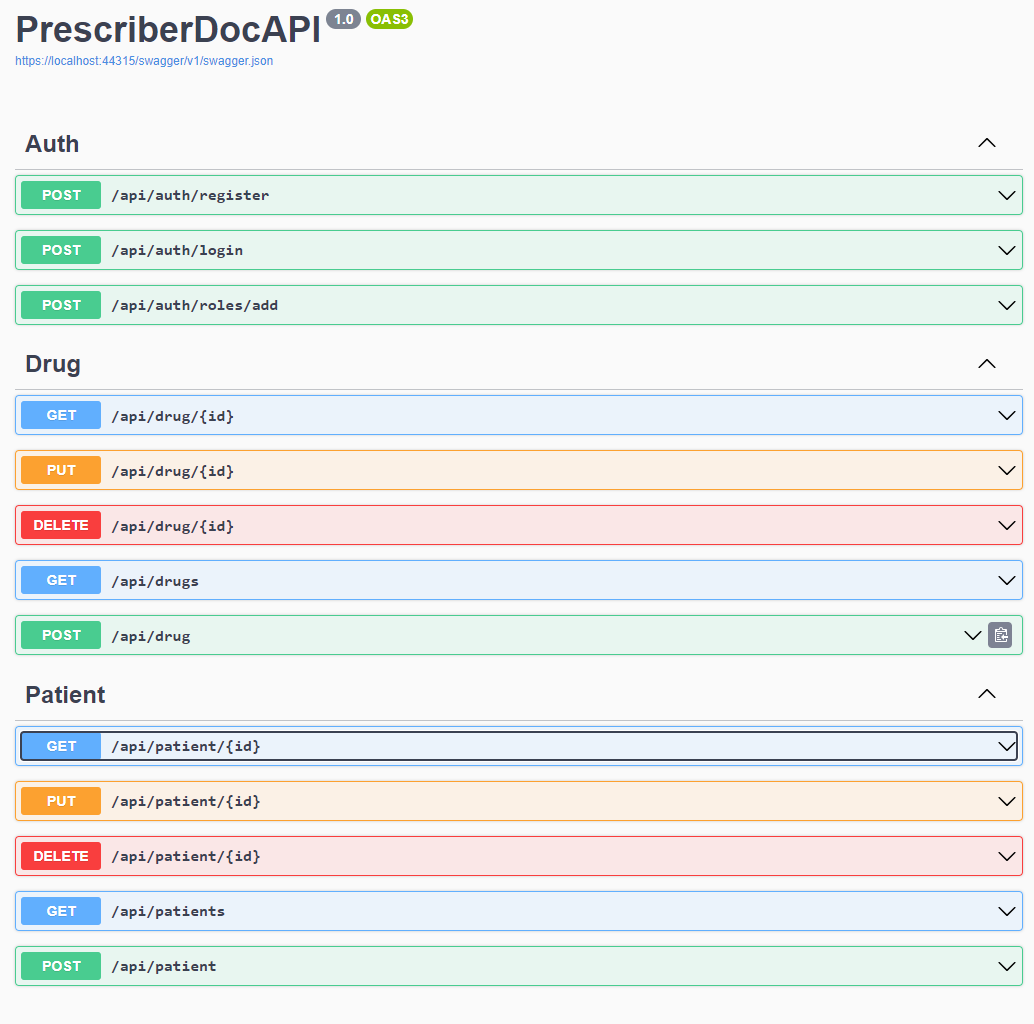 PrescriberDocAPI 1.0 OAS3
https://localhost:44315/swagger/v1/swagger.json
Auth
POST /api/auth/register
POST /api/auth/login
POST /api/auth/roles/add
Drug
GET /api/drug/{id}
PUT /api/drug/{id}
DELETE /api/drug/{id}
GET /api/drugs
POST /api/drug
Patient
GET /api/patient/{id}
PUT /api/patient/{id}
DELETE /api/patient/{id}
GET /api/patients
POST /api/patient